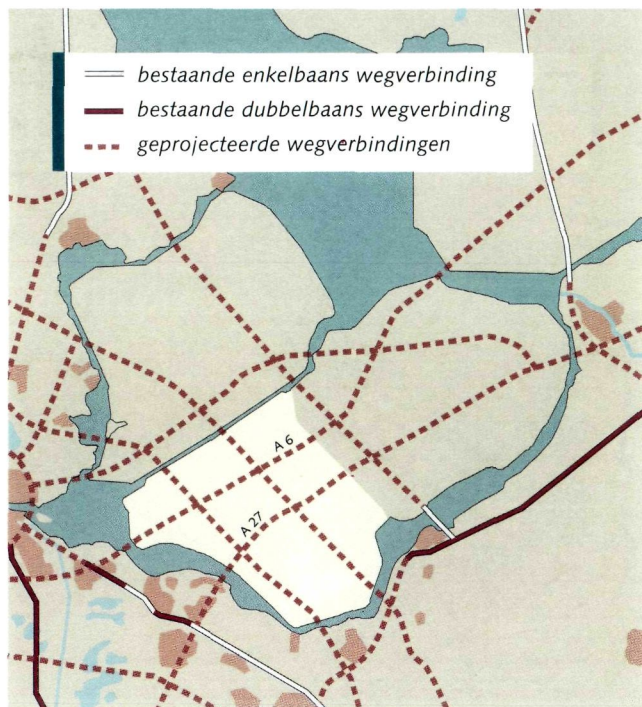 bestaande enkelbaans wegverbinding
bestaande dubbelbaans wegverbinding
geprojecteerde wegverbindingen
A 6
A 27